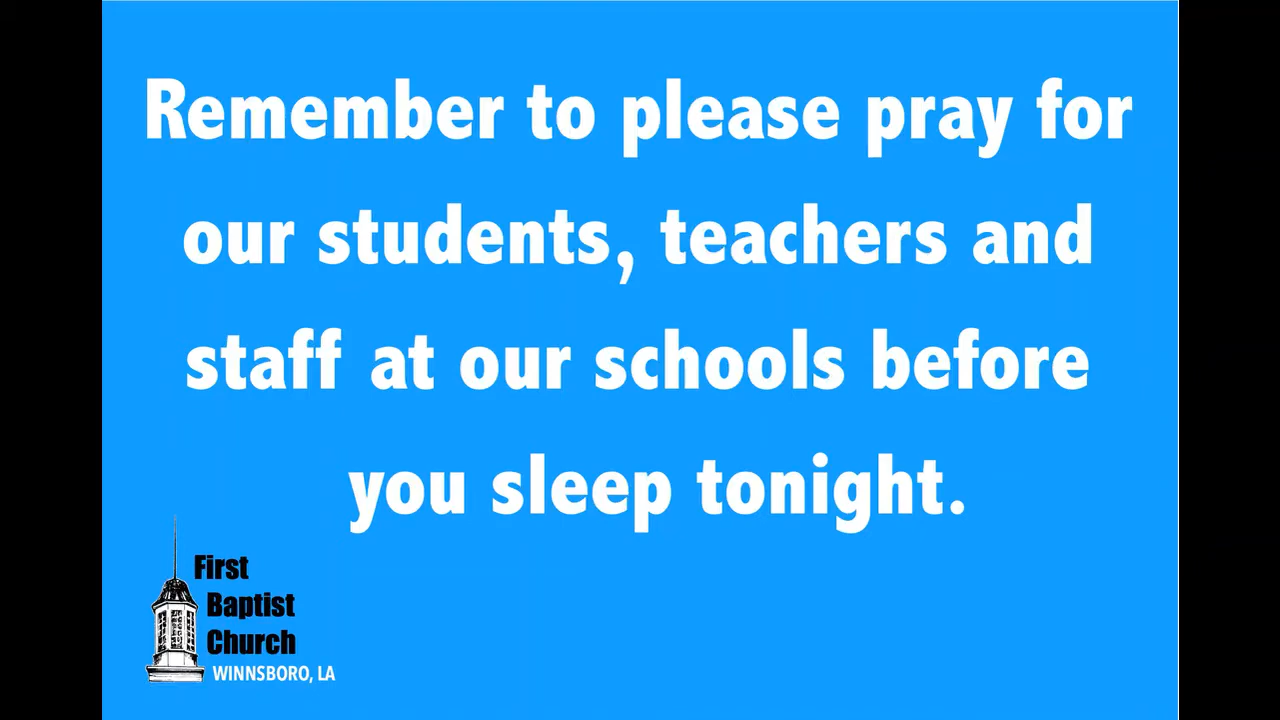 Remember to please pray for
our students, teachers and
staff at our schools before
you sleep tonight.
First
Baptist
Church
WINNSBORO, LA